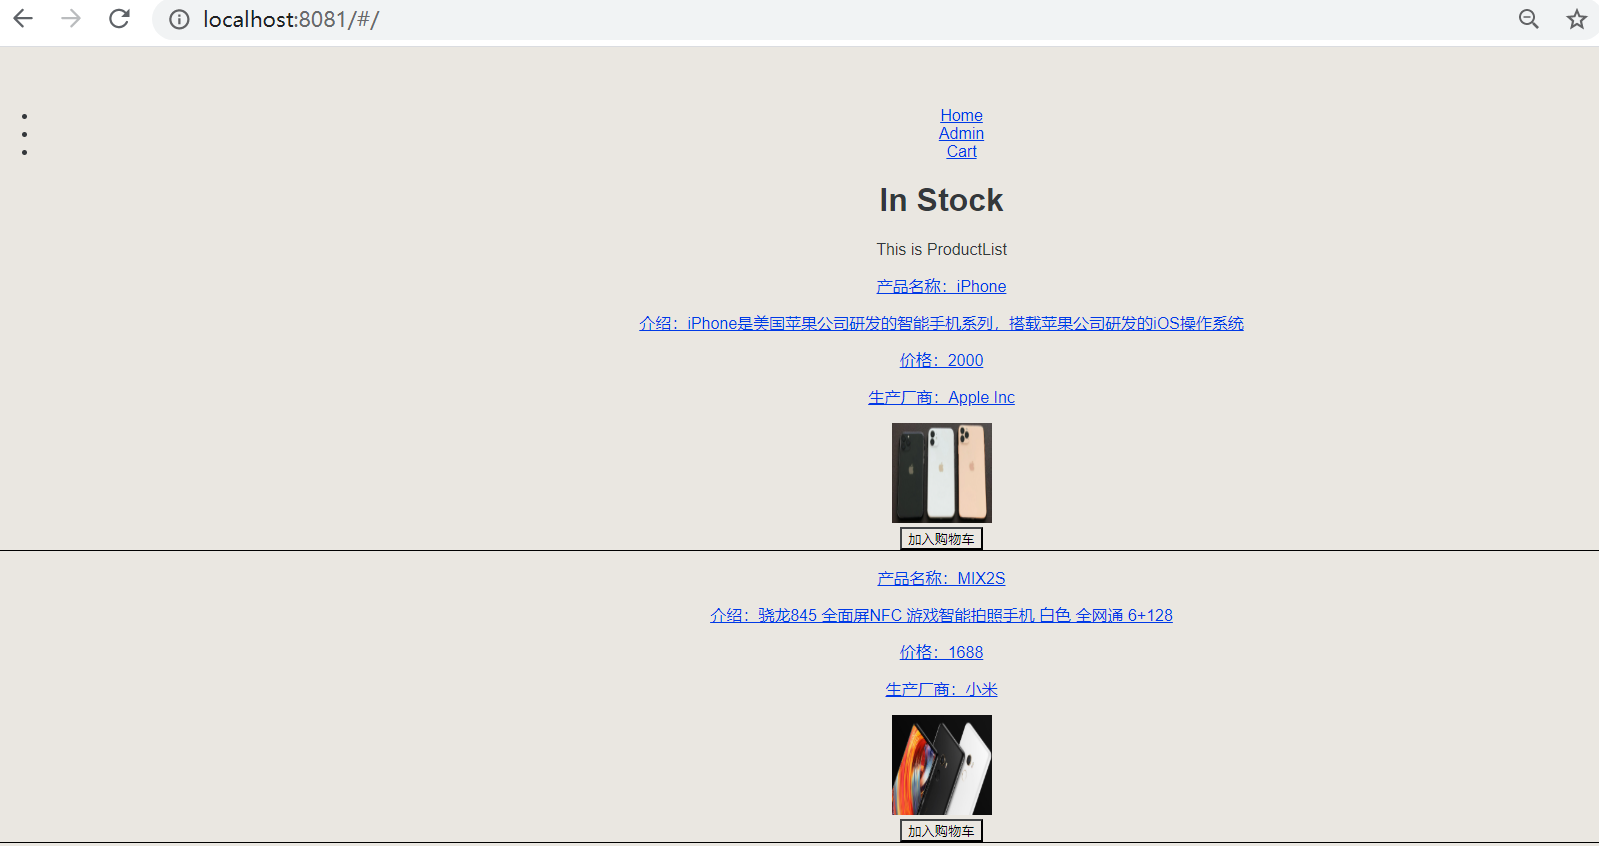 localhost:8081/#/
Home
Admin
Cart
In Stock
This is ProductList
产品名称：iPhone
介绍：iPhone是美国苹果公司研发的智能手机系列，搭载苹果公司研发的iOS操作系统
价格：2000
生产厂商：Apple Inc
加入购物车
产品名称：MIX2S
介绍：骁龙845 全面屏NFC 游戏智能拍照手机 白色 全网通 6+128
价格：1688
生产厂商：小米
加入购物车